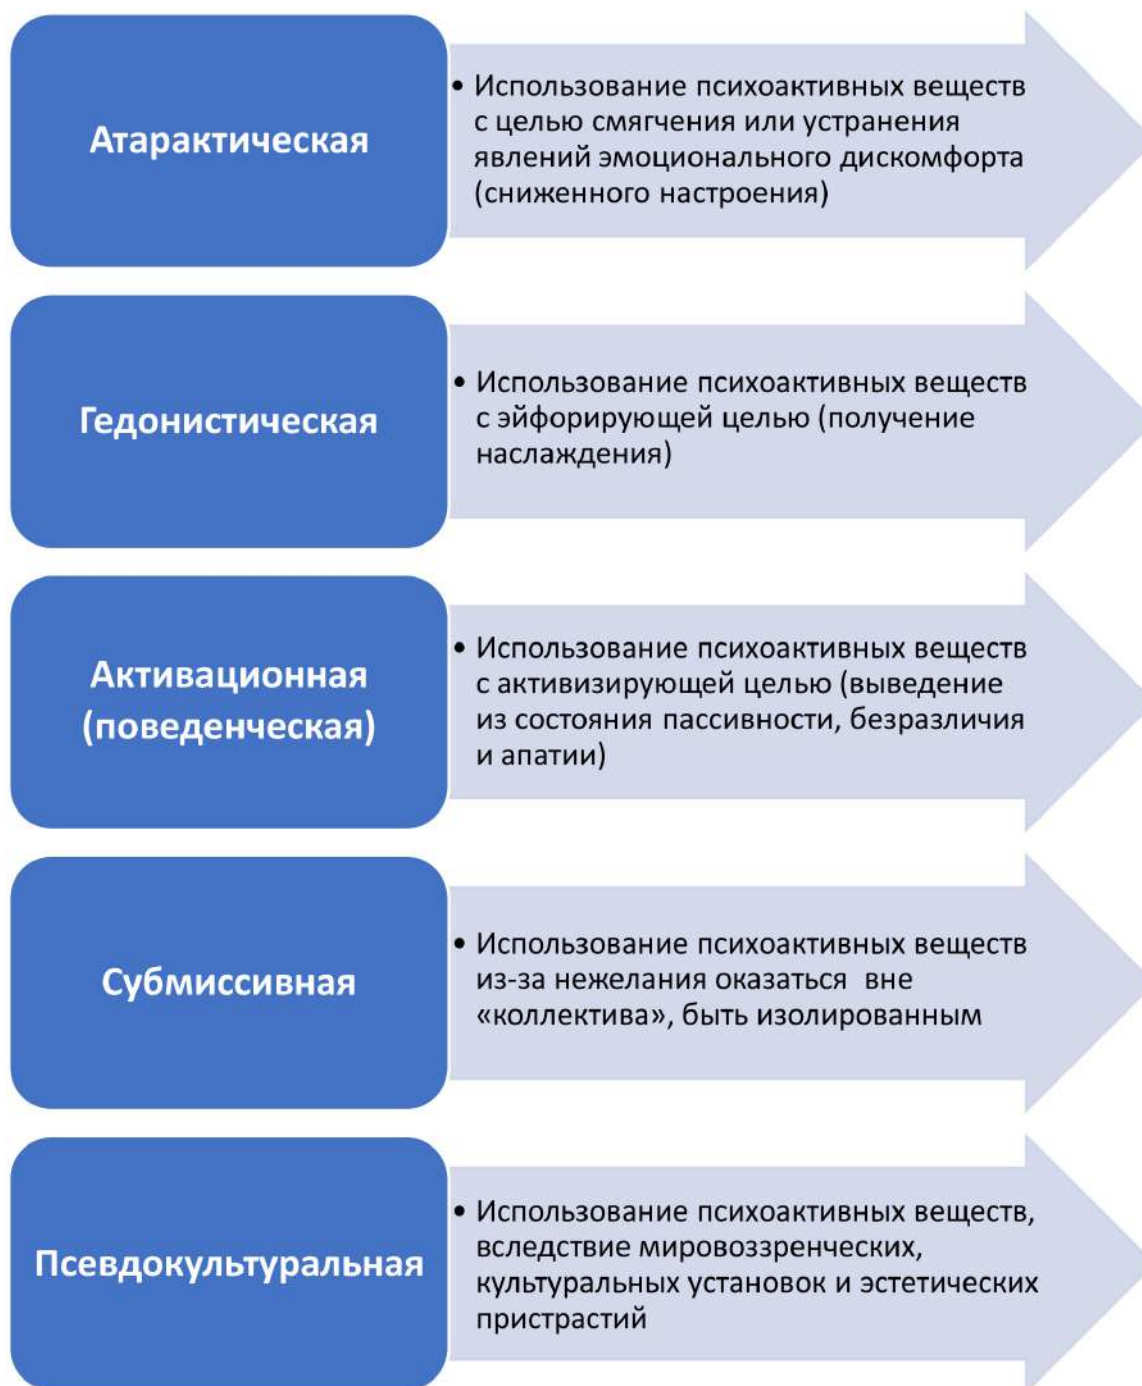 Атарактическая
• Использование психоактивных веществ
с целью смягчения или устранения
явлений эмоционального дискомфорта
(сниженного настроения)
Гедонистическая
• Использование психоактивных веществ
с эйфорирующей целью (получение
наслаждения)
Активационная
(поведенческая)
• Использование психоактивных веществ
с активизирующей целью (выведение
из состояния пассивности, безразличия
и апатии)
Субмиссивная
• Использование психоактивных веществ
из-за нежелания оказаться вне
«коллектива», быть изолированным
Псевдокультуральная
• Использование психоактивных веществ,
вследствие мировоззренческих,
культуральных установок и эстетических
пристрастий